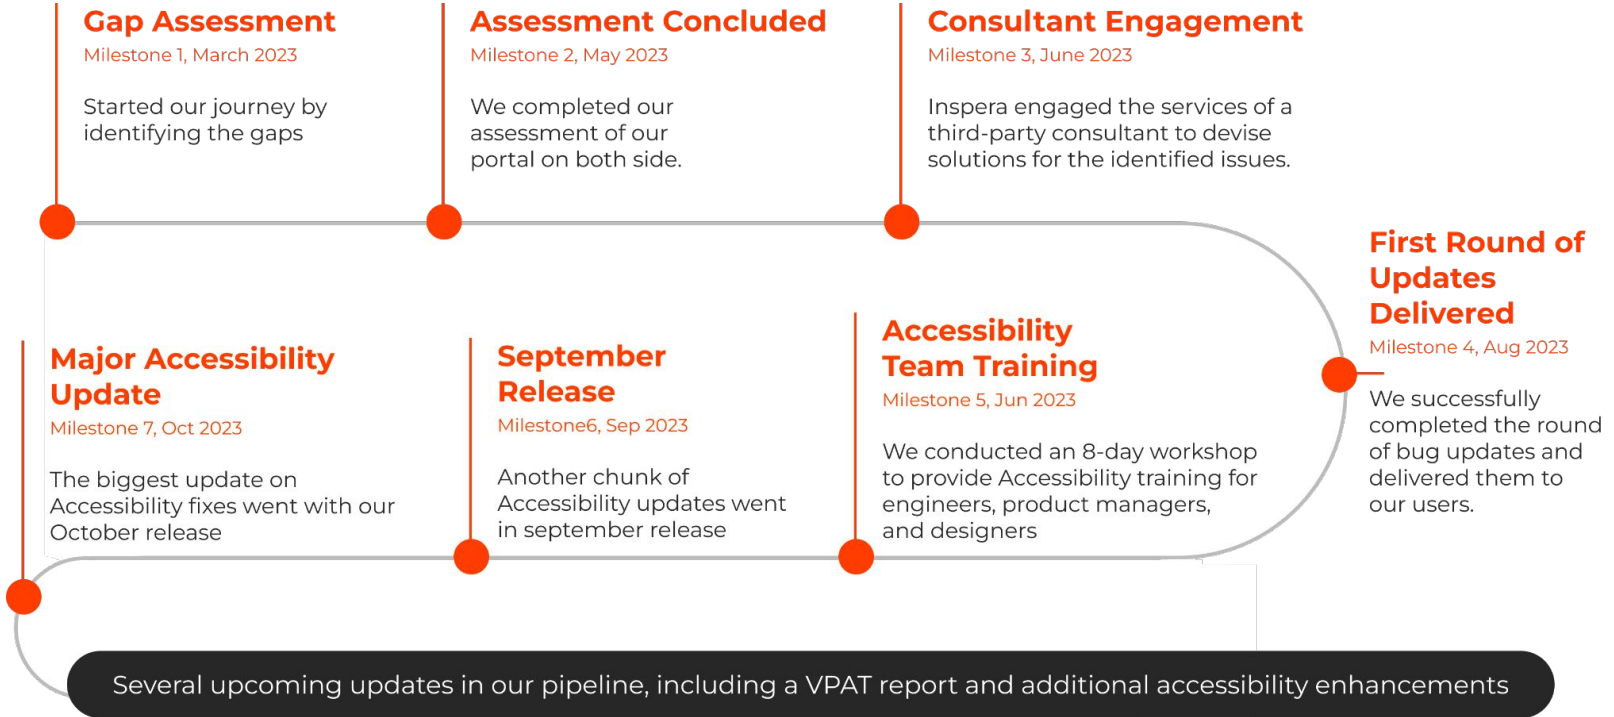 Gap Assessment
Milestone 1, March 2023
Started our journey by
identifying the gaps
Assessment Concluded
Milestone 2, May 2023
We completed our
assessment of our
portal on both side.
Consultant Engagement
Milestone 3, June 2023
Inspera engaged the services of a
third-party consultant to devise
solutions for the identified issues.
First Round of
Updates
Delivered
Milestone 4, Aug 2023
We successfully
completed the round
of bug updates and
delivered them to
our users.
Accessibility
Team Training
Milestone 5, Jun 2023
We conducted an 8-day workshop
to provide Accessibility training for
engineers, product managers,
and designers
September
Release
Milestone6, Sep 2023
Another chunk of
Accessibility updates went
in september release
Major Accessibility
Update
Milestone 7, Oct 2023
The biggest update on
Accessibility fixes went with our
October release
Several upcoming updates in our pipeline, including a VPAT report and additional accessibility enhancements